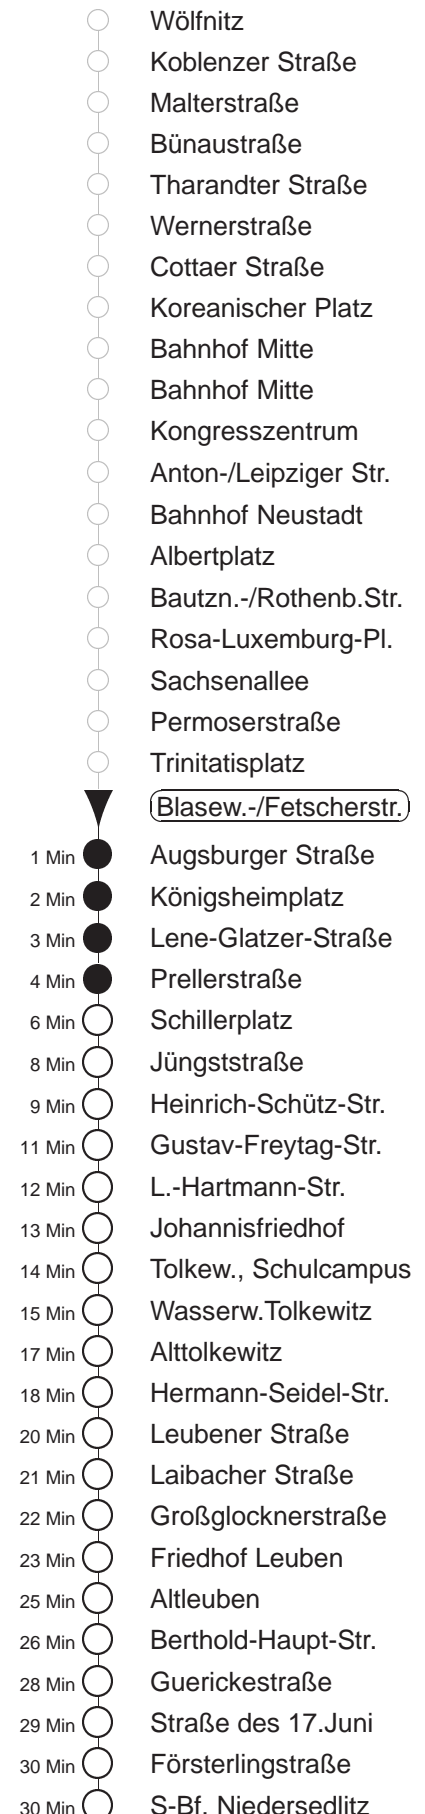 Wölfnitz
Koblenzer Straße
Malterstraße
Bünaustraße
Tharandter Straße
Wernerstraße
Cottaer Straße
Koreanischer Platz
Bahnhof Mitte
Bahnhof Mitte
Kongresszentrum
Anton-/Leipziger Str.
Bahnhof Neustadt
Albertplatz
Bautzn.-/Rothenb.Str.
Rosa-Luxemburg-Pl.
Sachsenallee
Permoserstraße
Trinitatisplatz
Blasew.-/Fetscherstr.
1 Min Augsburger Straße
2 Min Königsheimplatz
3 Min Lene-Glatzer-Straße
4 Min Prellerstraße
6 Min Schillerplatz
8 Min Jüngststraße
9 Min Heinrich-Schütz-Str.
11 Min Gustav-Freytag-Str.
12 Min L.-Hartmann-Str.
13 Min Johannisfriedhof
14 Min Tolkew., Schulcampus
15 Min Wasserw.Tolkewitz
17 Min Alttolkewitz
18 Min Hermann-Seidel-Str.
20 Min Leubener Straße
21 Min Laibacher Straße
22 Min Großglocknerstraße
23 Min Friedhof Leuben
25 Min Altleuben
26 Min Berthold-Haupt-Str.
28 Min Guerickestraße
29 Min Straße des 17.Juni
30 Min Försterlingstraße
30 Min S-Bf. Niedersedlitz